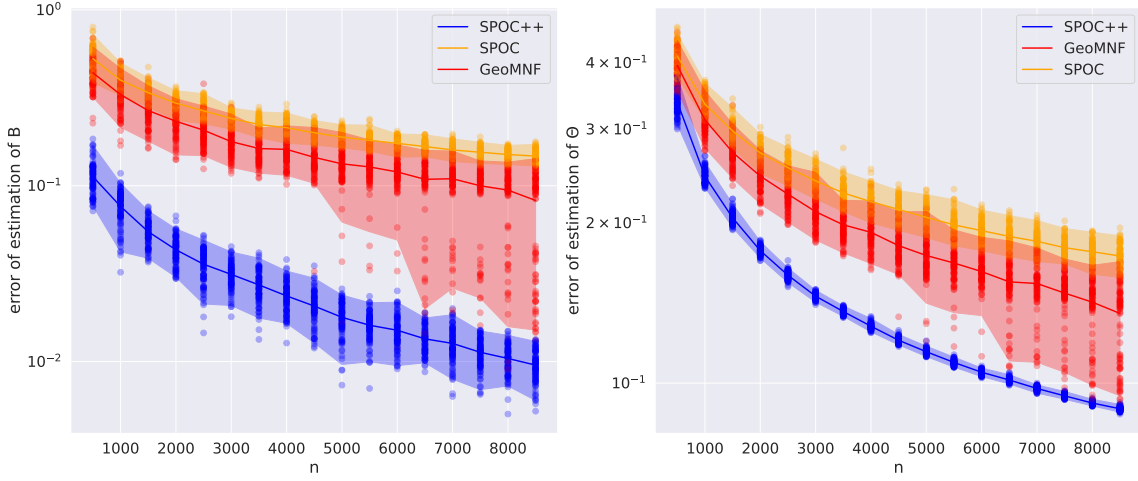 error of estimation of B
10⁰
10⁻¹
10⁻²
SPOC++
SPOC
GeoMNF
1000 2000 3000 4000 5000 6000 7000 8000
n
error of estimation of Θ
4 × 10⁻¹
3 × 10⁻¹
2 × 10⁻¹
10⁻¹
SPOC++
GeoMNF
SPOC
1000 2000 3000 4000 5000 6000 7000 8000
n